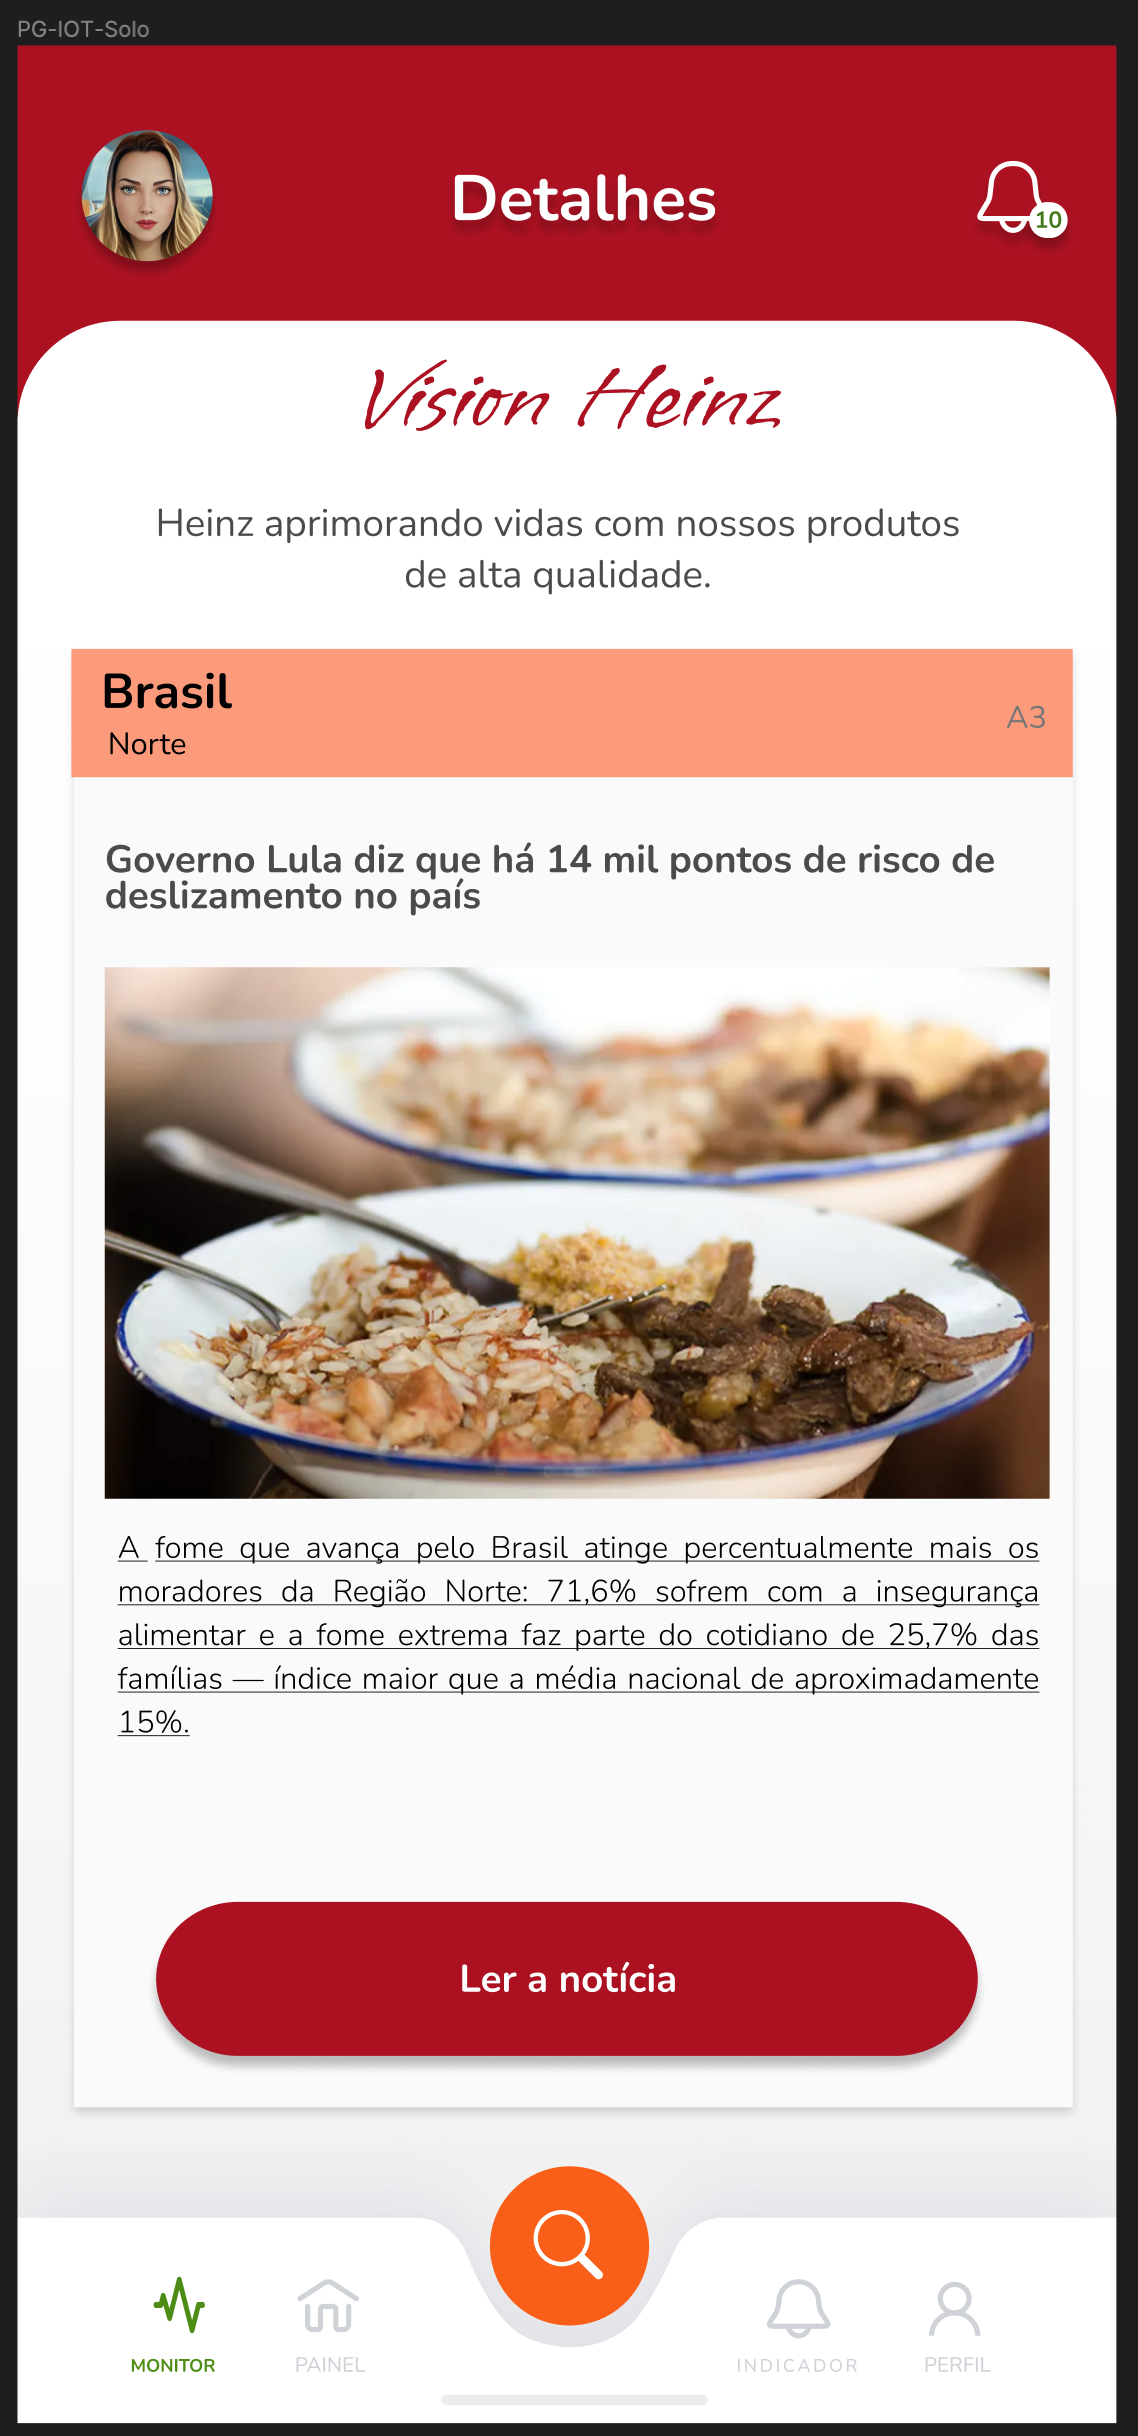 PG-IOT-Solo
Detalhes
10
Vision Heinz
Heinz aprimorando vidas com nossos produtos
de alta qualidade.
Brasil
Norte
A3
Governo Lula diz que há 14 mil pontos de risco de
deslizamento no país
A fome que avança pelo Brasil atinge percentualmente mais os
moradores da Região Norte: 71,6% sofrem com a insegurança
alimentar e a fome extrema faz parte do cotidiano de 25,7% das
famílias — índice maior que a média nacional de aproximadamente
15%.
Ler a notícia
MONITOR
PAINEL
INDICADOR
PERFIL